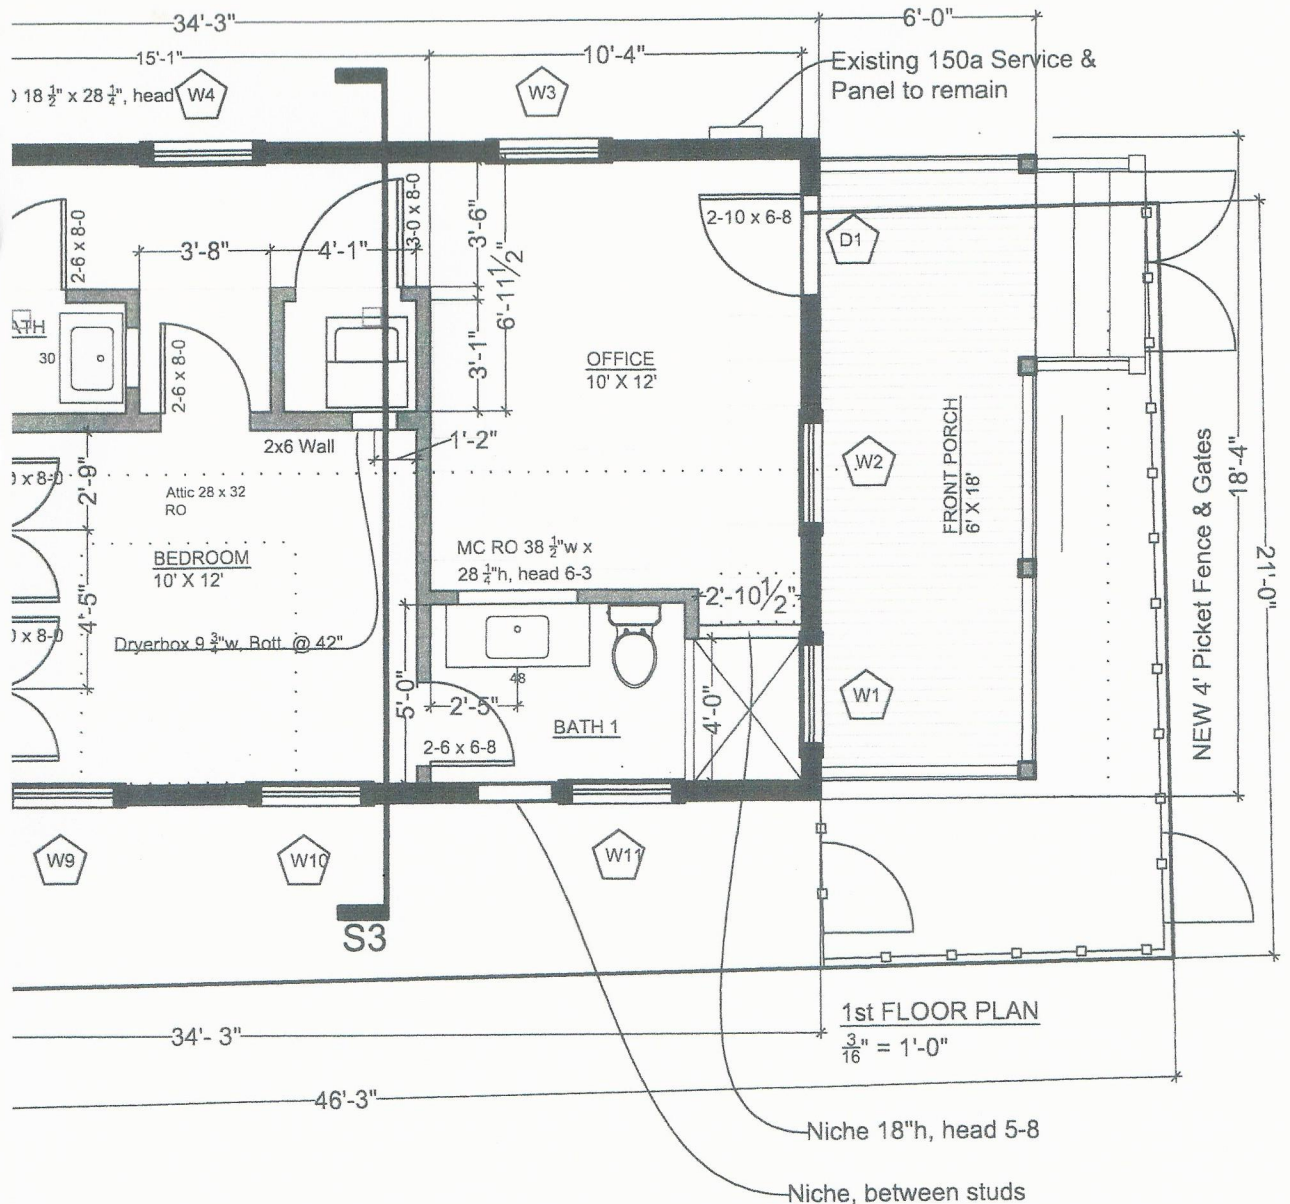 34'-3"
6'-0"
15'-1"
10'-4"
Existing 150a Service &
Panel to remain
18 1/2" x 28 1/4", head
W4
W3
2-6 x 8-0
3'-8"
4'-1"
3-0 x 8-0
3'-6"
6'-11 1/2"
3'-1"
2-10 x 6-8
D1
30
2-6 x 8-0
OFFICE
10' X 12'
2x6 Wall
1'-2"
W2
FRONT PORCH
6' X 18'
NEW 4' Picket Fence & Gates
18'-4"
21'-0"
x 8-0
2'-9"
Attic 28 x 32
RO
BEDROOM
10' X 12'
MC RO 38 1/2"w x
28 1/4"h, head 6-3
2'-10 1/2"
4'-5"
x 8-0
Dryerbox 9 3/4"w, Bott. @ 42"
48
5'-0"
2'-5"
4'-0"
W1
BATH 1
2-6 x 6-8
W9
W10
W11
S3
1st FLOOR PLAN
3/16" = 1'-0"
34'- 3"
46'-3"
Niche 18"h, head 5-8
Niche, between studs